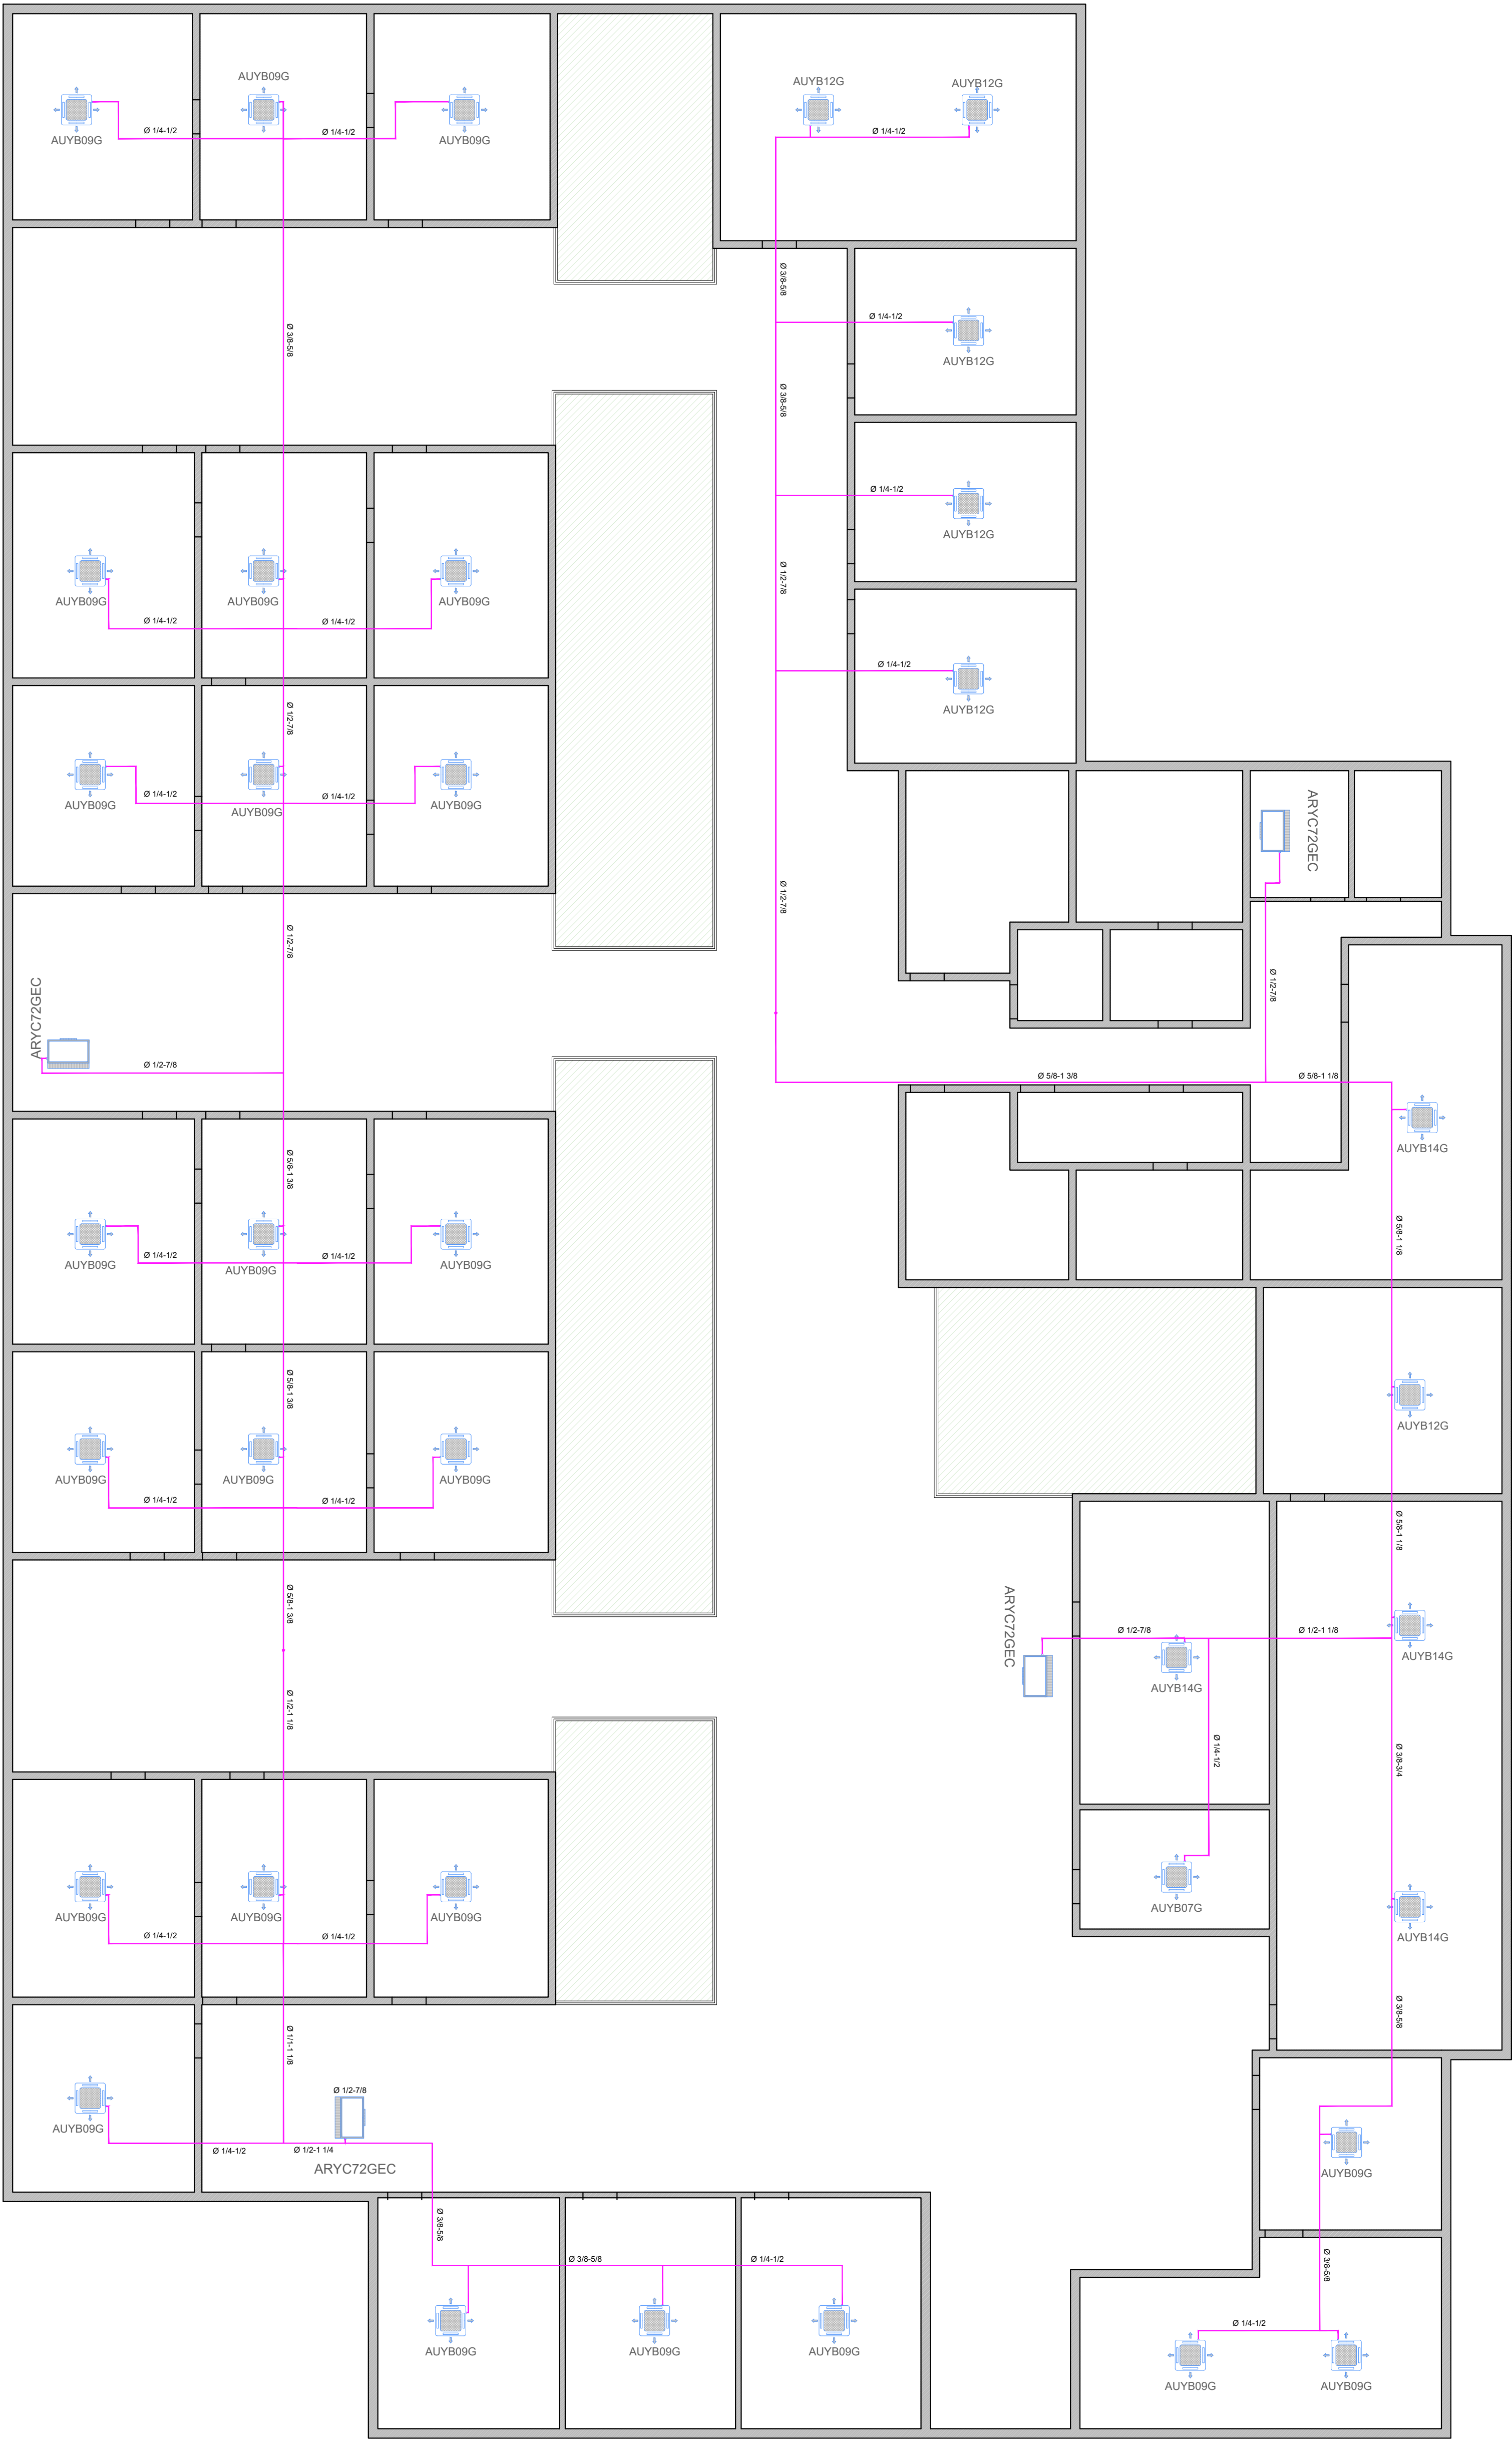 AUYB09G
AUYB12G
AUYB12G
Ø 1/4-1/2
Ø 1/4-1/2
Ø 1/4-1/2
AUYB09G
AUYB09G
Ø 3/8-5/8
Ø 1/4-1/2
Ø 3/8-5/8
AUYB12G
Ø 3/8-5/8
Ø 1/4-1/2
AUYB12G
Ø 1/2-7/8
AUYB09G
AUYB09G
AUYB09G
Ø 1/4-1/2
Ø 1/4-1/2
Ø 1/4-1/2
AUYB12G
Ø 1/2-7/8
Ø 1/4-1/2
Ø 1/4-1/2
AUYB09G
AUYB09G
AUYB09G
ARYC72GEC
Ø 1/2-7/8
Ø 1/2-7/8
Ø 1/2-7/8
ARYC72GEC
Ø 1/2-7/8
Ø 5/8-1 3/8
Ø 5/8-1 1/8
AUYB14G
Ø 5/8-1 3/8
Ø 5/8-1 1/8
Ø 1/4-1/2
Ø 1/4-1/2
AUYB09G
AUYB09G
AUYB09G
Ø 5/8-1 3/8
AUYB12G
AUYB09G
AUYB09G
AUYB09G
Ø 1/4-1/2
Ø 1/4-1/2
Ø 5/8-1 1/8
Ø 5/8-1 3/8
ARYC72GEC
Ø 1/2-7/8
Ø 1/2-1 1/8
AUYB14G
AUYB14G
Ø 1/2-1 1/8
Ø 1/4-1/2
Ø 3/8-3/4
AUYB07G
AUYB09G
AUYB09G
AUYB09G
Ø 1/4-1/2
Ø 1/4-1/2
AUYB14G
Ø 3/8-5/8
Ø 1/1-1 1/8
Ø 1/2-7/8
AUYB09G
Ø 1/4-1/2
Ø 1/2-1 1/4
ARYC72GEC
AUYB09G
Ø 3/8-5/8
Ø 3/8-5/8
Ø 1/4-1/2
Ø 3/8-5/8
Ø 1/4-1/2
AUYB09G
AUYB09G
AUYB09G
AUYB09G
AUYB09G